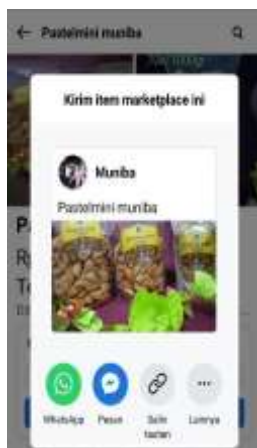 Pastelmini muniba
Kirim item marketplace ini
Muniba
Pastelmini muniba
WhatsApp
Pesan
Salin
tautan
Lainnya